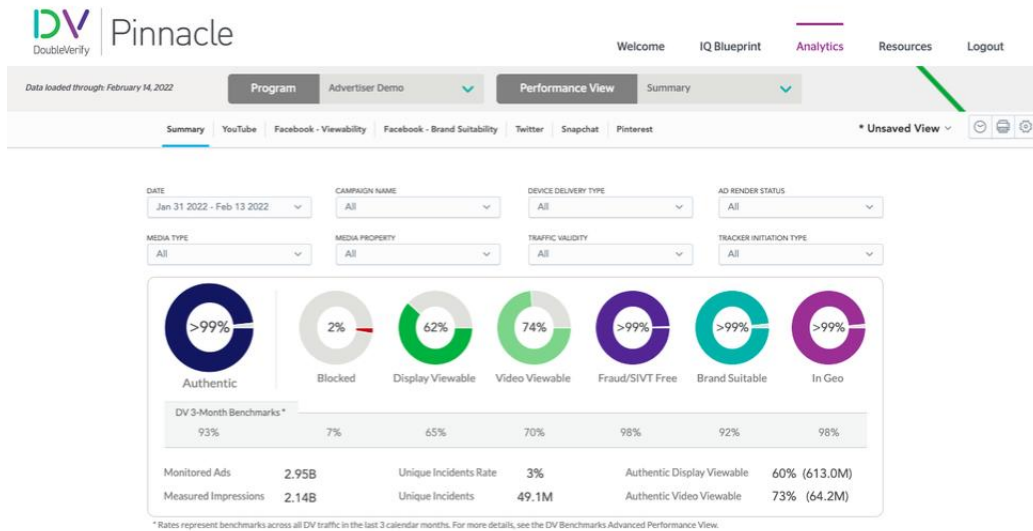 DV DoubleVerify Pinnacle
Welcome IQ Blueprint Analytics Resources Logout
Data loaded through: February 14, 2022 Program Advertiser Demo Performance View Summary
Summary YouTube Facebook - Viewability Facebook - Brand Suitability Twitter Snapchat Pinterest * Unsaved View
DATE CAMPAIGN NAME DEVICE DELIVERY TYPE AD RENDER STATUS
Jan 31 2022 - Feb 13 2022 All All All
MEDIA TYPE MEDIA PROPERTY TRAFFIC VALIDITY TRACKER INITIATION TYPE
All All All All
>99% 2% 62% 74% >99% >99% >99%
Authentic Blocked Display Viewable Video Viewable Fraud/SIVT Free Brand Suitable In Geo
DV 3-Month Benchmarks *
93% 7% 65% 70% 98% 92% 98%
Monitored Ads 2.95B Unique Incidents Rate 3% Authentic Display Viewable 60% (613.0M)
Measured Impressions 2.14B Unique Incidents 49.1M Authentic Video Viewable 73% (64.2M)
* Rates represent benchmarks across all DV traffic in the last 3 calendar months. For more details, see the DV Benchmarks Advanced Performance View.